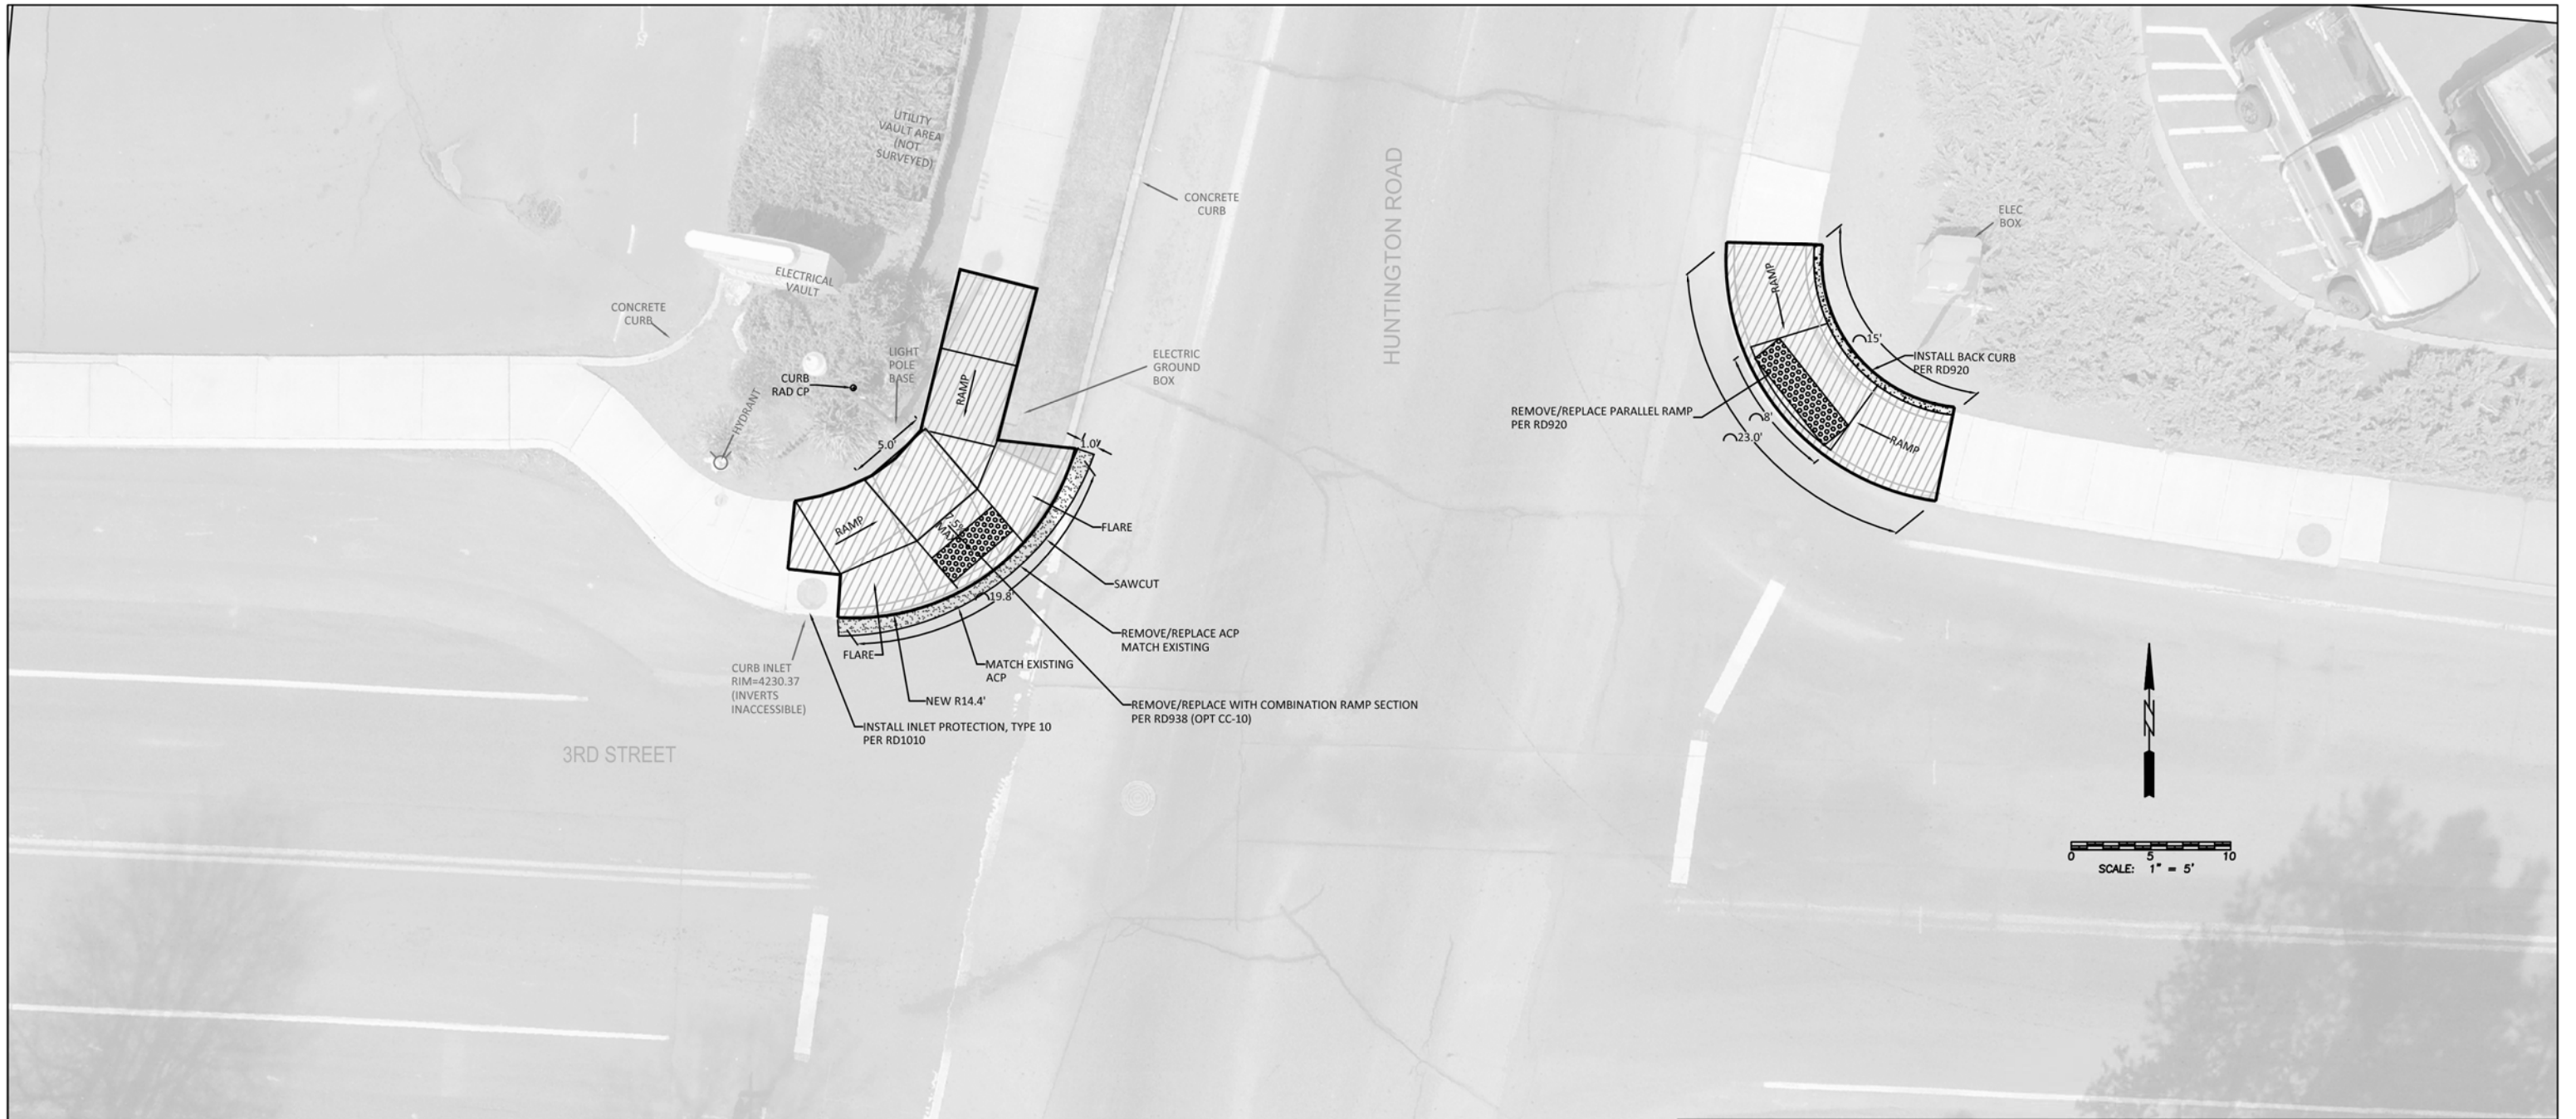 UTILITY
VAULT AREA
(NOT
SURVEYED)
CONCRETE
CURB
HUNTINGTON ROAD
ELEC
BOX
ELECTRICAL
VAULT
CONCRETE
CURB
RAMP
15'
LIGHT
POLE
BASE
ELECTRIC
GROUND
BOX
INSTALL BACK CURB
PER RD920
CURB
RAD CP
RAMP
HYDRANT
REMOVE/REPLACE PARALLEL RAMP
PER RD920
8'
23.0'
RAMP
5.0'
1.0'
RAMP
7.5%
MAX
FLARE
SAWCUT
19.8'
REMOVE/REPLACE ACP
MATCH EXISTING
FLARE
MATCH EXISTING
ACP
CURB INLET
RIM=4230.37
(INVERTS
INACCESSIBLE)
NEW R14.4'
REMOVE/REPLACE WITH COMBINATION RAMP SECTION
PER RD938 (OPT CC-10)
INSTALL INLET PROTECTION, TYPE 10
PER RD1010
3RD STREET
N
0 5 10
SCALE: 1" = 5'